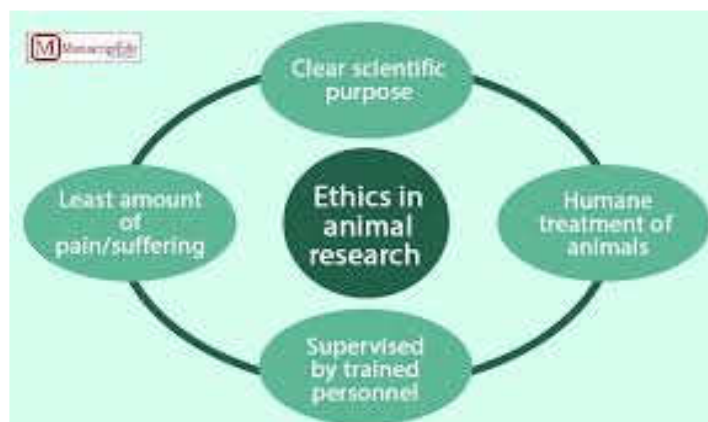 M
Clear scientific
purpose
Least amount
of
pain/suffering
Ethics in
animal
research
Humane
treatment of
animals
Supervised
by trained
personnel